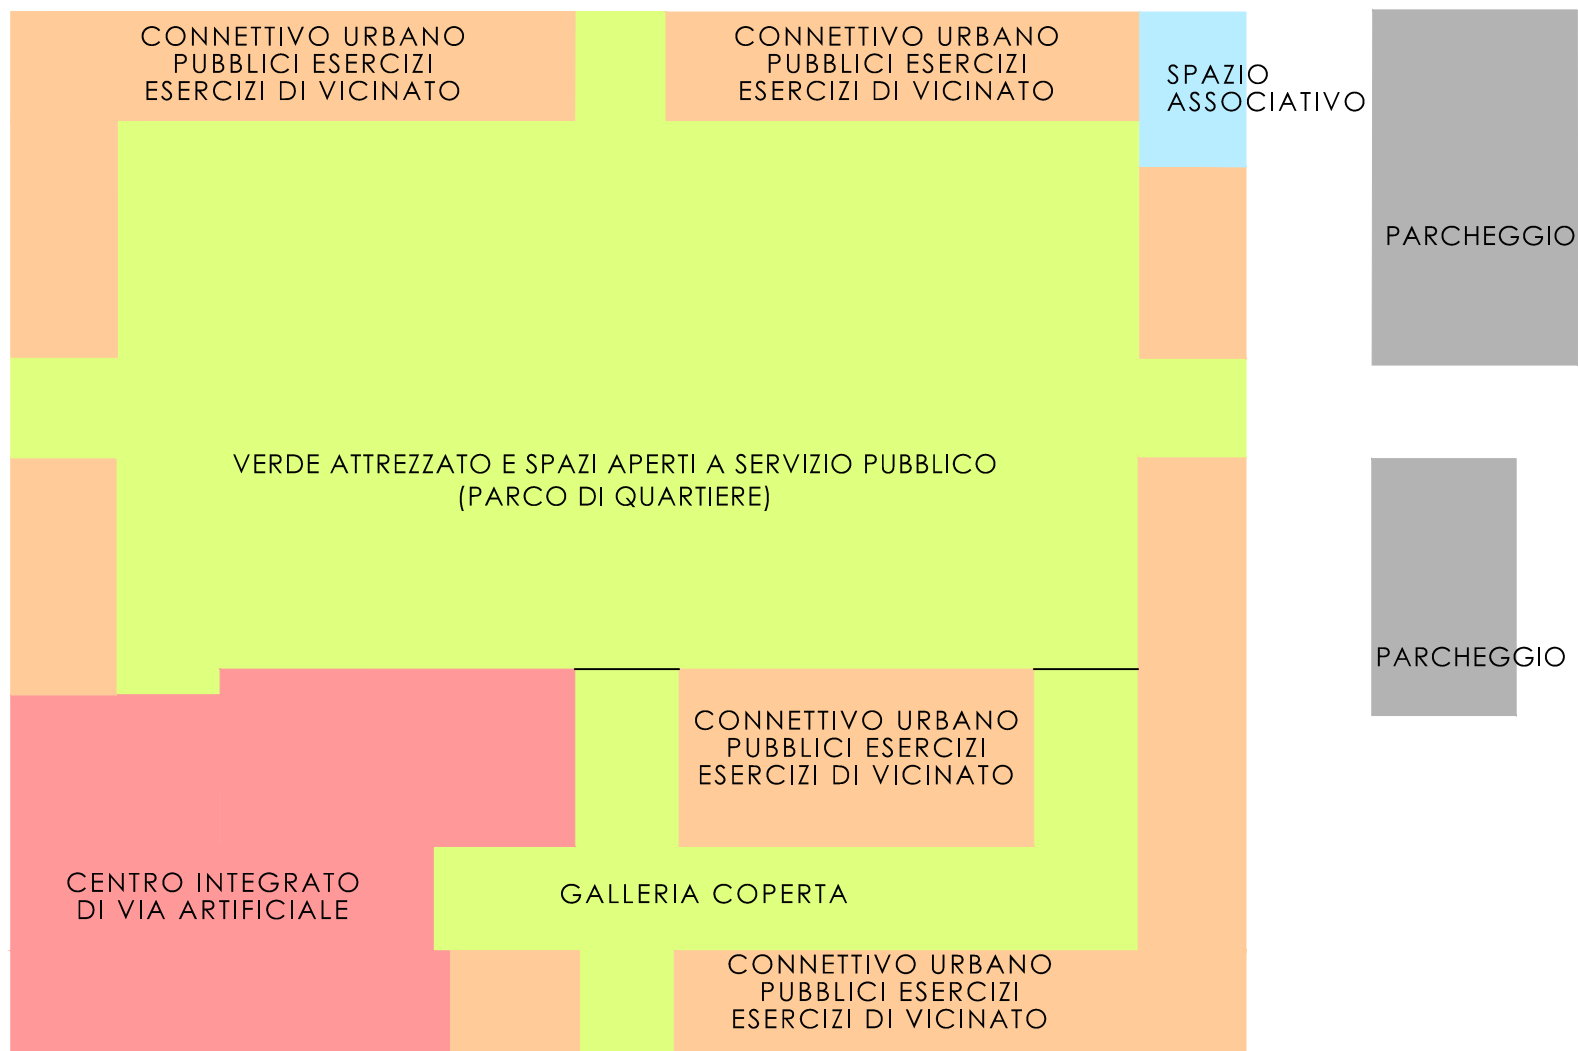 CONNETTIVO URBANO
PUBBLICI ESERCIZI
ESERCIZI DI VICINATO
CONNETTIVO URBANO
PUBBLICI ESERCIZI
ESERCIZI DI VICINATO
SPAZIO
ASSOCIATIVO
PARCHEGGIO
VERDE ATTREZZATO E SPAZI APERTI A SERVIZIO PUBBLICO
(PARCO DI QUARTIERE)
PARCHEGGIO
CONNETTIVO URBANO
PUBBLICI ESERCIZI
ESERCIZI DI VICINATO
CENTRO INTEGRATO
DI VIA ARTIFICIALE
GALLERIA COPERTA
CONNETTIVO URBANO
PUBBLICI ESERCIZI
ESERCIZI DI VICINATO